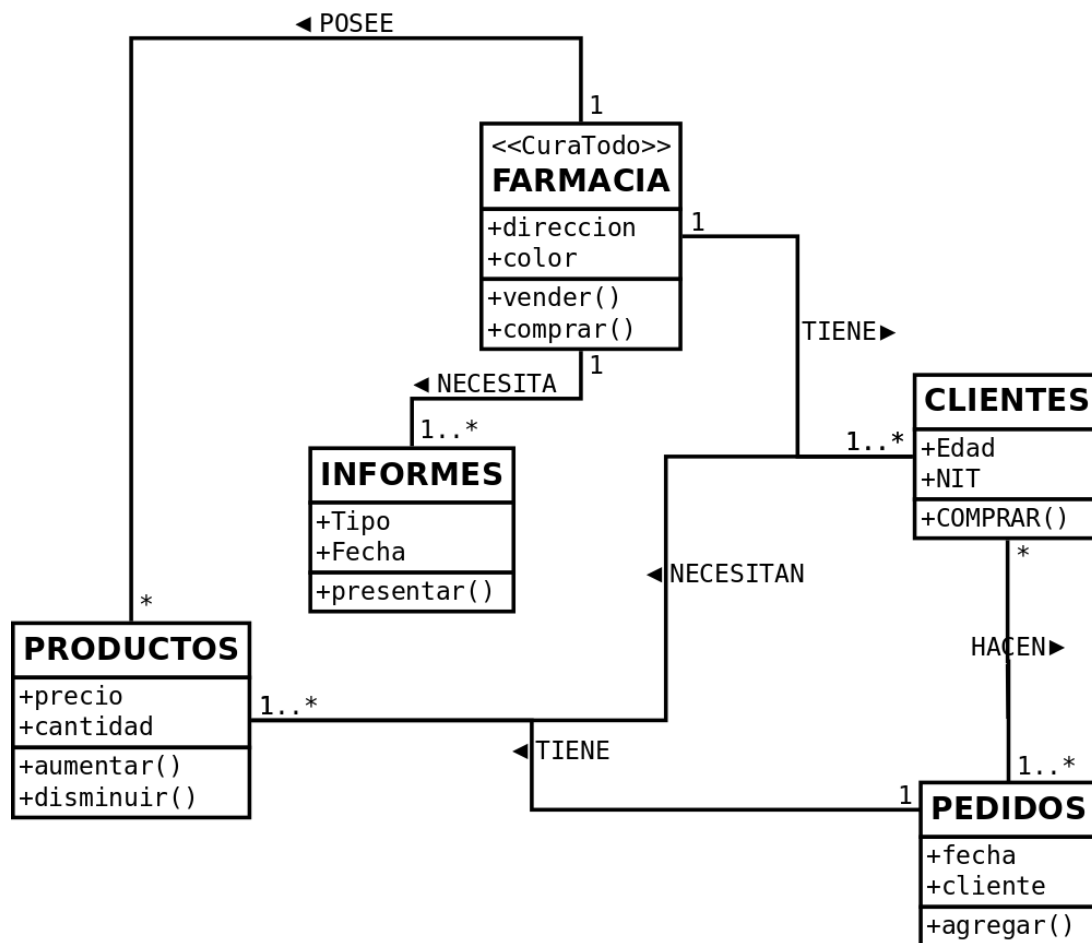 ◄ POSEE
1
<<CuraTodo>>
FARMACIA
+direccion
+color
+vender()
+comprar()
1
TIENE►
1
◄ NECESITA
1..*
INFORMES
+Tipo
+Fecha
+presentar()
CLIENTES
+Edad
+NIT
+COMPRAR()
1..*
◄ NECESITAN
*
HACEN►
1..*
*
PRODUCTOS
+precio
+cantidad
+aumentar()
+disminuir()
1..*
◄ TIENE
1
PEDIDOS
+fecha
+cliente
+agregar()